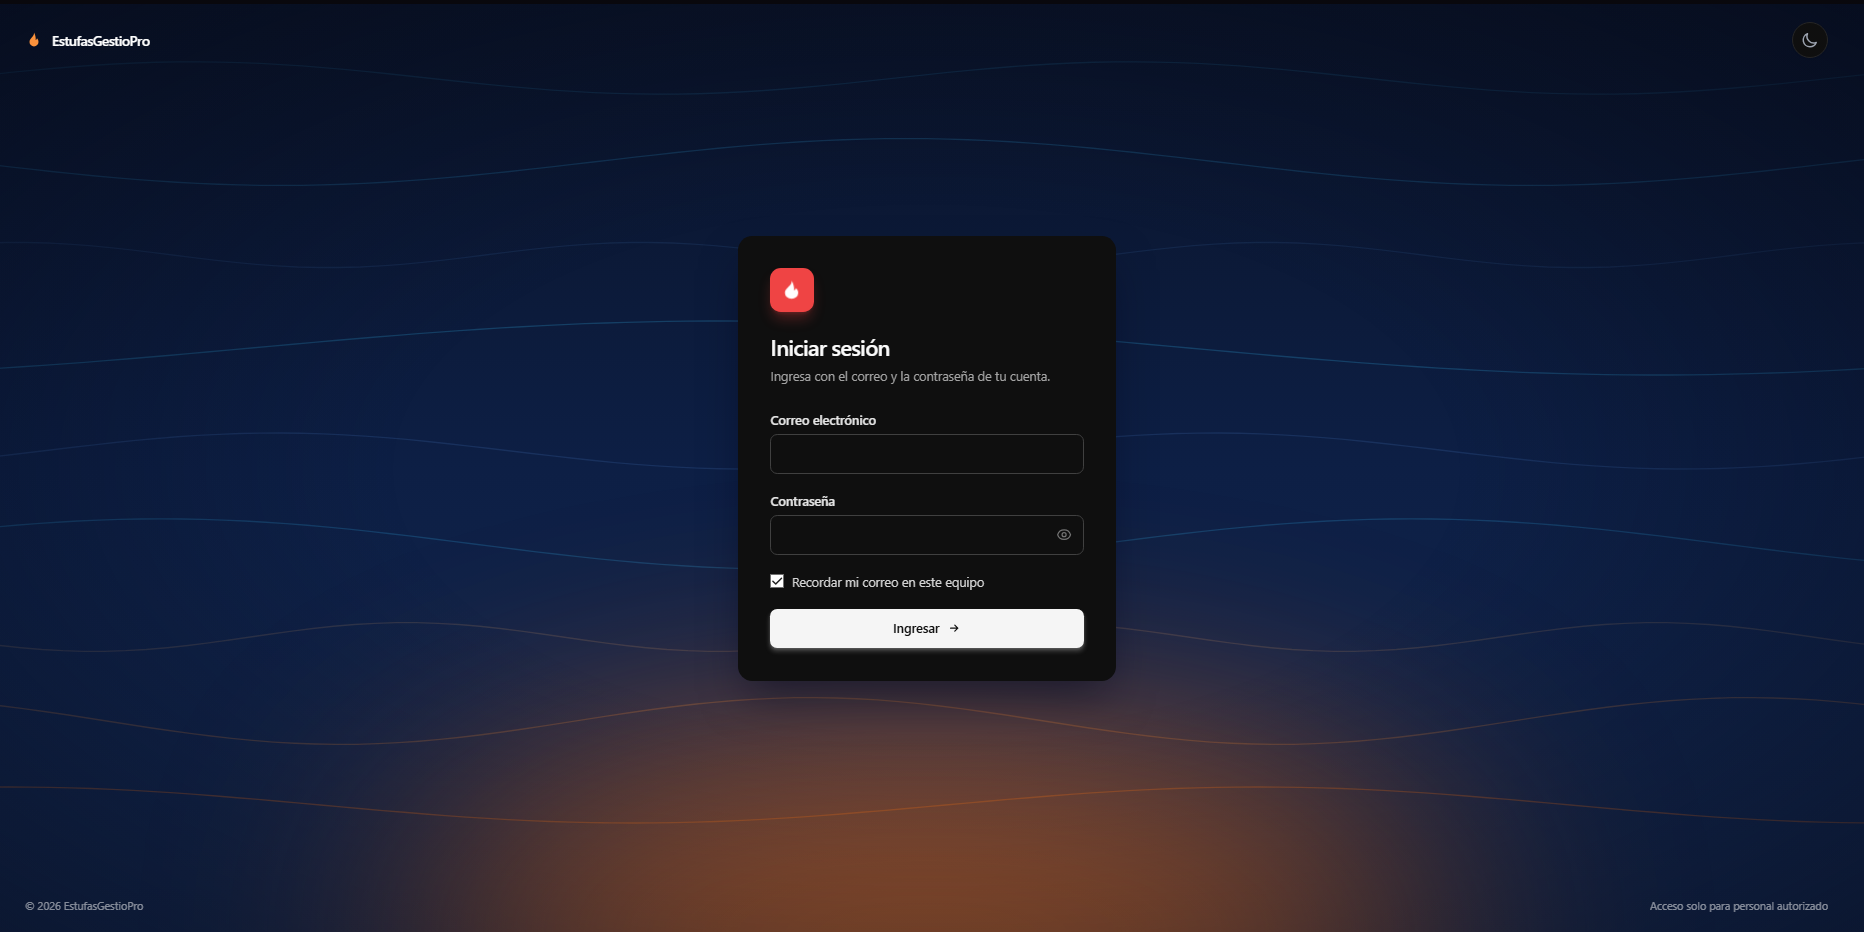 EstufasGestioPro
Iniciar sesión
Ingresa con el correo y la contraseña de tu cuenta.
Correo electrónico
Contraseña
Recordar mi correo en este equipo
Ingresar →
© 2026 EstufasGestioPro
Acceso solo para personal autorizado